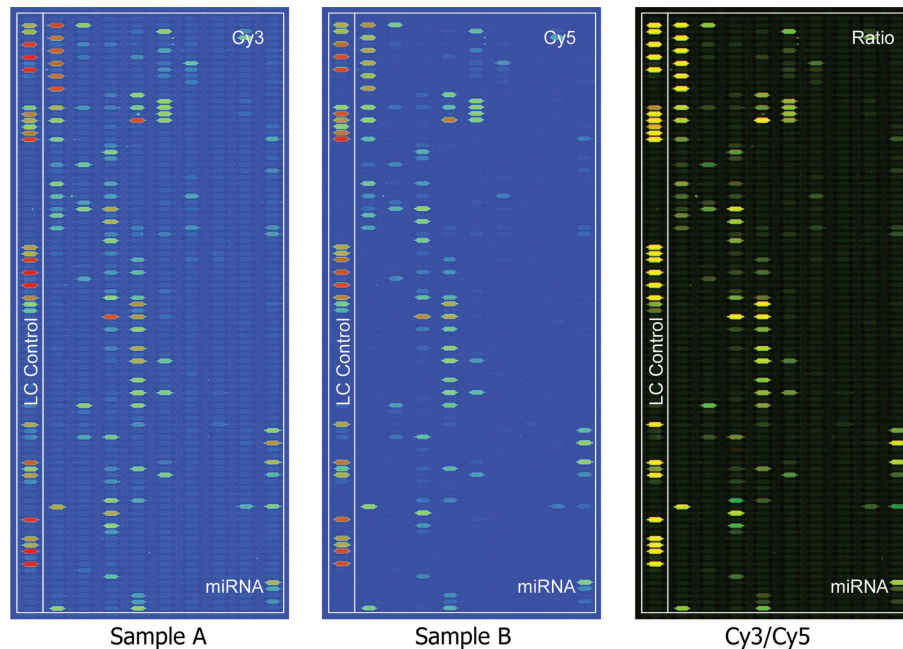 Cy3
LC Control
miRNA
Sample A
Cy5
LC Control
miRNA
Sample B
Ratio
LC Control
miRNA
Cy3/Cy5